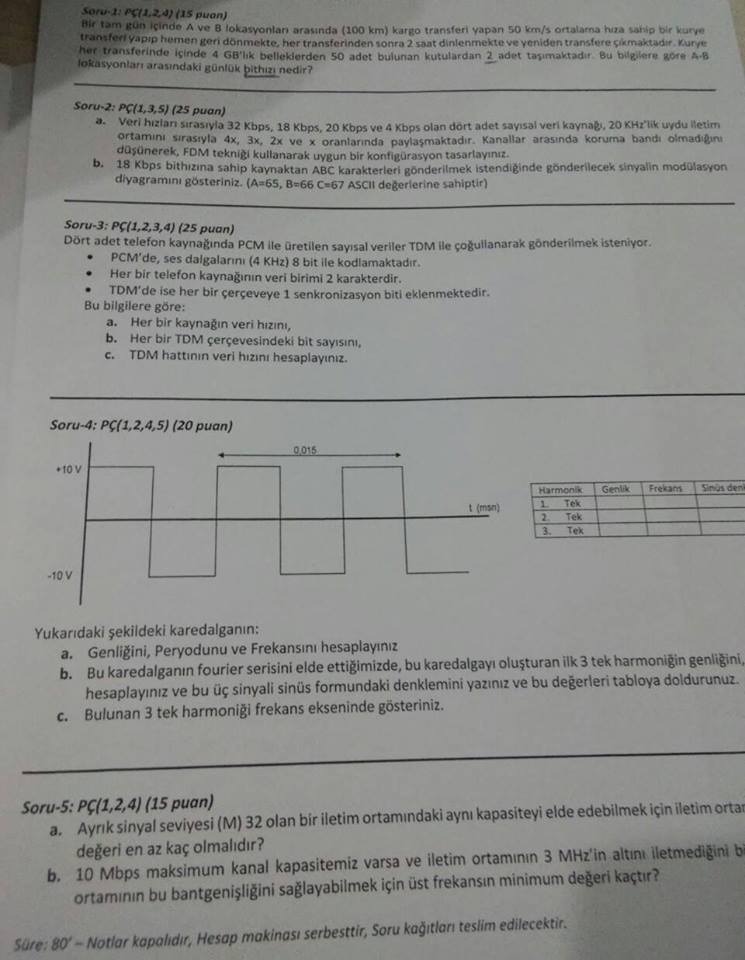 Soru-1: PÇ(1,2,4) (15 puan)
Bir tam gün içinde A ve B lokasyonları arasında (100 km) kargo transferi yapan 50 km/s ortalama hıza sahip bir kurye
transferi yapıp hemen geri dönmekte, her transferinden sonra 2 saat dinlenmekte ve yeniden transfere çıkmaktadır. Kurye
her transferinde içinde 4 GB'lık belleklerden 50 adet bulunan kutulardan 2 adet taşımaktadır. Bu bilgilere göre A-B
lokasyonları arasındaki günlük bithızı nedir?
Soru-2: PÇ(1,3,5) (25 puan)
a. Veri hızları sırasıyla 32 Kbps, 18 Kbps, 20 Kbps ve 4 Kbps olan dört adet sayısal veri kaynağı, 20 KHz'lik uydu iletim
ortamını sırasıyla 4x, 3x, 2x ve x oranlarında paylaşmaktadır. Kanallar arasında koruma bandı olmadığını
düşünerek, FDM tekniği kullanarak uygun bir konfigürasyon tasarlayınız.
b. 18 Kbps bithızına sahip kaynaktan ABC karakterleri gönderilmek istendiğinde gönderilecek sinyalin modülasyon
diyagramını gösteriniz. (A=65, B=66 C=67 ASCII değerlerine sahiptir)
Soru-3: PÇ(1,2,3,4) (25 puan)
Dört adet telefon kaynağında PCM ile üretilen sayısal veriler TDM ile çoğullanarak gönderilmek isteniyor.
• PCM'de, ses dalgalarını (4 KHz) 8 bit ile kodlamaktadır.
• Her bir telefon kaynağının veri birimi 2 karakterdir.
• TDM'de ise her bir çerçeveye 1 senkronizasyon biti eklenmektedir.
Bu bilgilere göre:
a. Her bir kaynağın veri hızını,
b. Her bir TDM çerçevesindeki bit sayısını,
c. TDM hattının veri hızını hesaplayınız.
Soru-4: PÇ(1,2,4,5) (20 puan)
0,015
+10 V
t (msn)
-10 V
Harmonik Genlik Frekans Sinüs den
1. Tek
2. Tek
3. Tek
Yukarıdaki şekildeki karedalganın:
a. Genliğini, Peryodunu ve Frekansını hesaplayınız
b. Bu karedalganın fourier serisini elde ettiğimizde, bu karedalgayı oluşturan ilk 3 tek harmoniğin genliğini,
hesaplayınız ve bu üç sinyali sinüs formundaki denklemini yazınız ve bu değerleri tabloya doldurunuz.
c. Bulunan 3 tek harmoniği frekans ekseninde gösteriniz.
Soru-5: PÇ(1,2,4) (15 puan)
a. Ayrık sinyal seviyesi (M) 32 olan bir iletim ortamındaki aynı kapasiteyi elde edebilmek için iletim ortam
değeri en az kaç olmalıdır?
b. 10 Mbps maksimum kanal kapasitemiz varsa ve iletim ortamının 3 MHz'in altını iletmediğini bi
ortamının bu bantgenişliğini sağlayabilmek için üst frekansın minimum değeri kaçtır?
Süre: 80' – Notlar kapalıdır, Hesap makinası serbesttir, Soru kağıtları teslim edilecektir.